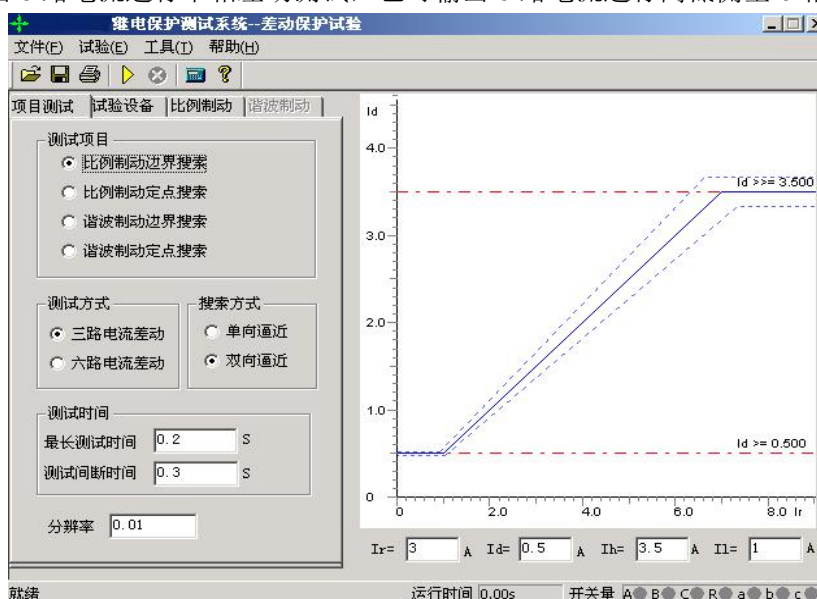 继电保护测试系统--差动保护试验
文件(F) 试验(E) 工具(T) 帮助(H)
项目测试 试验设备 比例制动 谐波制动
测试项目
比例制动边界搜索
比例制动定点搜索
谐波制动边界搜索
谐波制动定点搜索
测试方式
三路电流差动
六路电流差动
搜索方式
单向逼近
双向逼近
测试时间
最长测试时间 0.2 S
测试间断时间 0.3 S
分辨率 0.01
Id
4.0
3.0
2.0
1.0
0
Id >>= 3.500
Id >= 0.500
0 2.0 4.0 6.0 8.0 Ir
Ir= 3 A Id= 0.5 A Ih= 3.5 A Il= 1 A
就绪 运行时间 0.00s 开关量 A B C R a b c